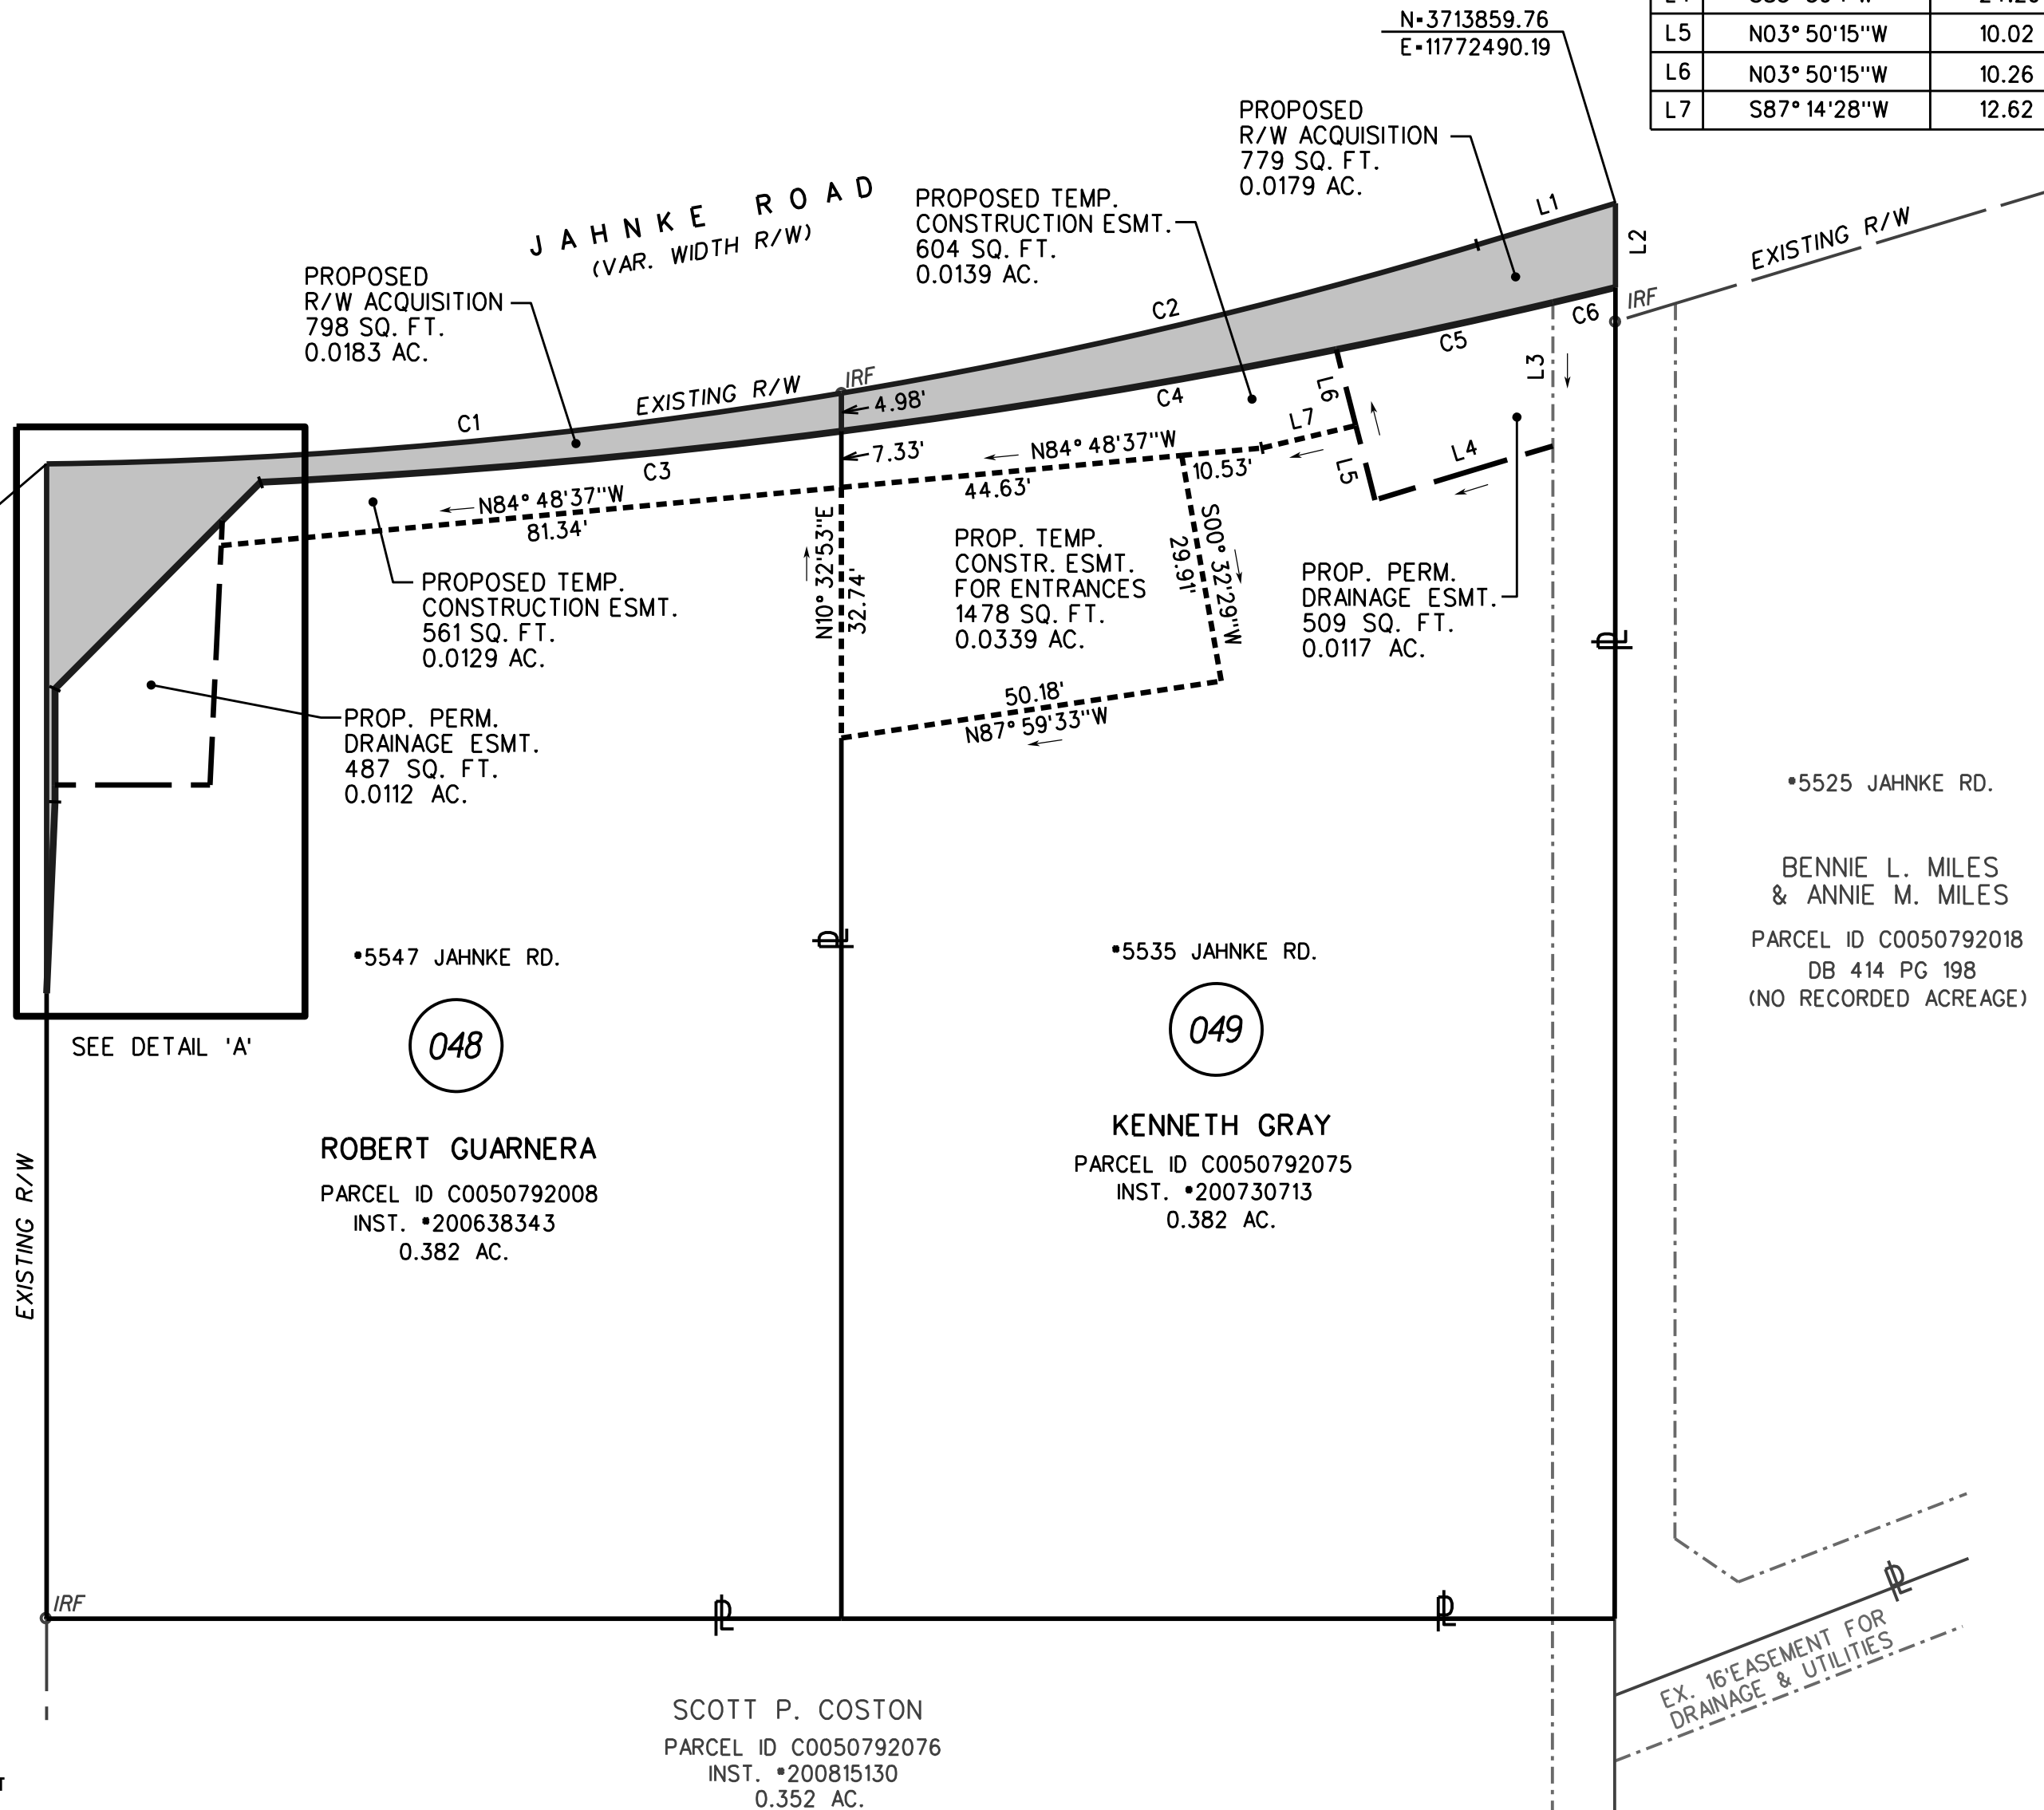 N=3713859.76
E=11772490.19
L5 N03°50'15"W 10.02
L6 N03°50'15"W 10.26
L7 S87°14'28"W 12.62
PROPOSED
R/W ACQUISITION
779 SQ. FT.
0.0179 AC.
JAHNKE ROAD
(VAR. WIDTH R/W)
PROPOSED TEMP.
CONSTRUCTION ESMT.
604 SQ. FT.
0.0139 AC.
L1
L2
EXISTING R/W
IRF
PROPOSED
R/W ACQUISITION
798 SQ. FT.
0.0183 AC.
C2
C6
C5
L3
EXISTING R/W
IRF
4.98'
C4
L6
C1
L7
7.33'
N84°48'37"W
C3
L4
L5
10.53'
44.63'
N84°48'37"W
81.34'
N10°32'53"E
32.74'
S00°32'29"W
29.91'
PROP. TEMP.
CONSTR. ESMT.
FOR ENTRANCES
1478 SQ. FT.
0.0339 AC.
PROP. PERM.
DRAINAGE ESMT.
509 SQ. FT.
0.0117 AC.
PROPOSED TEMP.
CONSTRUCTION ESMT.
561 SQ. FT.
0.0129 AC.
PL
50.18'
N87°59'33"W
PROP. PERM.
DRAINAGE ESMT.
487 SQ. FT.
0.0112 AC.
#5525 JAHNKE RD.
BENNIE L. MILES
& ANNIE M. MILES
PARCEL ID C0050792018
DB 414 PG 198
(NO RECORDED ACREAGE)
PL
#5547 JAHNKE RD.
048
#5535 JAHNKE RD.
049
SEE DETAIL 'A'
ROBERT GUARNERA
PARCEL ID C0050792008
INST. #200638343
0.382 AC.
KENNETH GRAY
PARCEL ID C0050792075
INST. #200730713
0.382 AC.
EXISTING R/W
IRF
PL
PL
PL
EX. 16'EASEMENT FOR
DRAINAGE & UTILITIES
SCOTT P. COSTON
PARCEL ID C0050792076
INST. #200815130
0.352 AC.